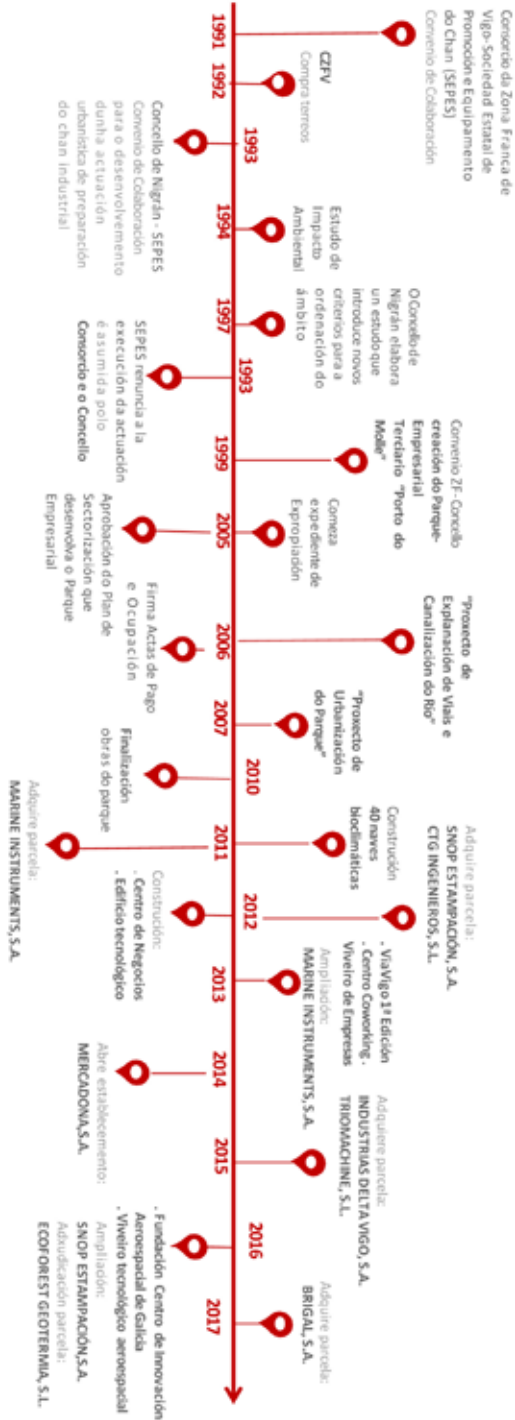 Consorcio da Zona Franca de
Vigo-Sociedad Estatal de
Promoción e Equipamento
do Chan (SEPES)
Convenio de Colaboración
1991
1992
CZFV
Compra terreos
1993
Concello de Nigrán - SEPES
Convenio de Colaboración
para o desenvolvemento
dunha actuación
urbanística de preparación
do chan industrial
1994
Estudo de
Impacto
Ambiental
1997
O Concello de
Nigrán elabora
un estudo que
introduce novos
criterios para a
ordenación do
ámbito
1993
SEPES renuncia a la
execución da actuación
é asumida polo
Consorcio e o Concello
1999
Convenio ZF- Concello
creación do Parque-
Empresarial
Terciario "Porto do
Molle"
2005
Comeza
expediente de
Expropiación
Aprobación do Plan de
Sectorización que
desenvolva o Parque
Empresarial
2006
"Proxecto de
Explanación de Viais e
Canalización do Río"
Firma Actas de Pago
e Ocupación
2007
"Proxecto de
Urbanización
do Parque"
2010
Finalización
obras do parque
2011
Construción
40 naves
bioclimáticas
Adquire parcela:
MARINE INSTRUMENTS, S.A.
2012
Adquire parcela:
SNOP ESTAMPACIÓN, S.A.
CTG INGENIEROS, S.L.
Construción:
. Centro de Negocios
. Edificio tecnológico
2013
. ViaVigo 1ª Edición
. Centro Coworking .
Viveiro de Empresas
Ampliación:
MARINE INSTRUMENTS, S.A.
2014
Abre establecemento:
MERCADONA,S.A.
2015
Adquiere parcela:
INDUSTRIAS DELTA VIGO, S.A.
TRIOMACHINE, S.L.
2016
. Fundación Centro de Innovación
Aeroespacial de Galicia
. Viveiro tecnológico aeroespacial
Ampliación:
SNOP ESTAMPACIÓN,S.A.
Adxudicación parcela:
ECOFOREST GEOTERMIA, S.L.
2017
Adquire parcela:
BRIGAL, S.A.